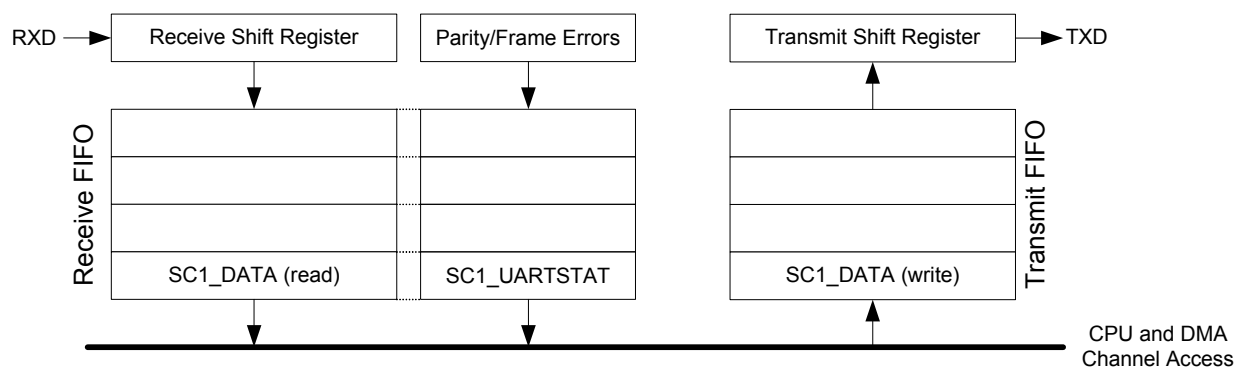 RXD
Receive Shift Register
Parity/Frame Errors
Transmit Shift Register
TXD
Receive FIFO
Transmit FIFO
SC1_DATA (read)
SC1_UARTSTAT
SC1_DATA (write)
CPU and DMA
Channel Access